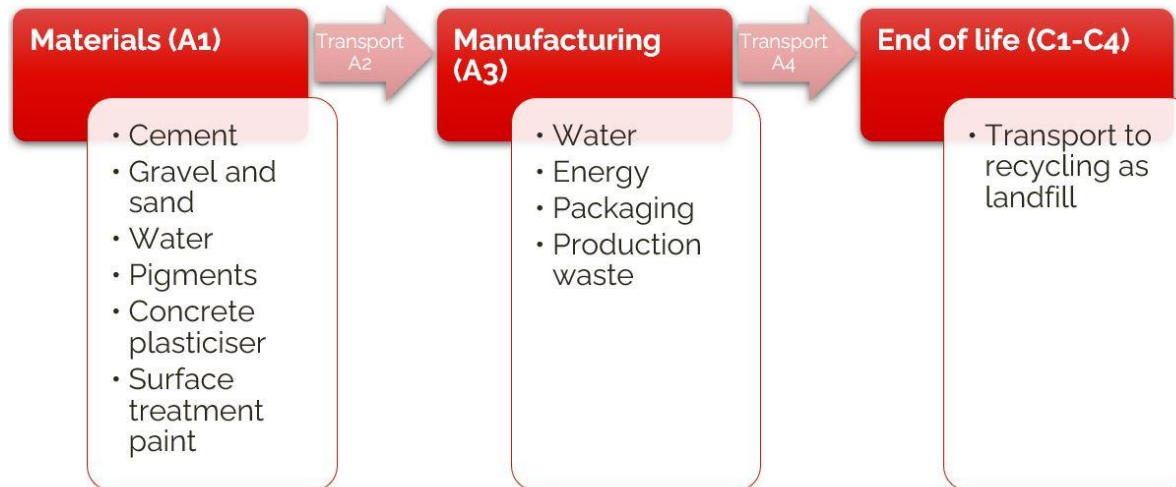 Materials (A1)
Transport
A2
Manufacturing
(A3)
Transport
A4
End of life (C1-C4)
• Cement
• Gravel and
sand
• Water
• Pigments
• Concrete
plasticiser
• Surface
treatment
paint
• Water
• Energy
• Packaging
• Production
waste
• Transport to
recycling as
landfill